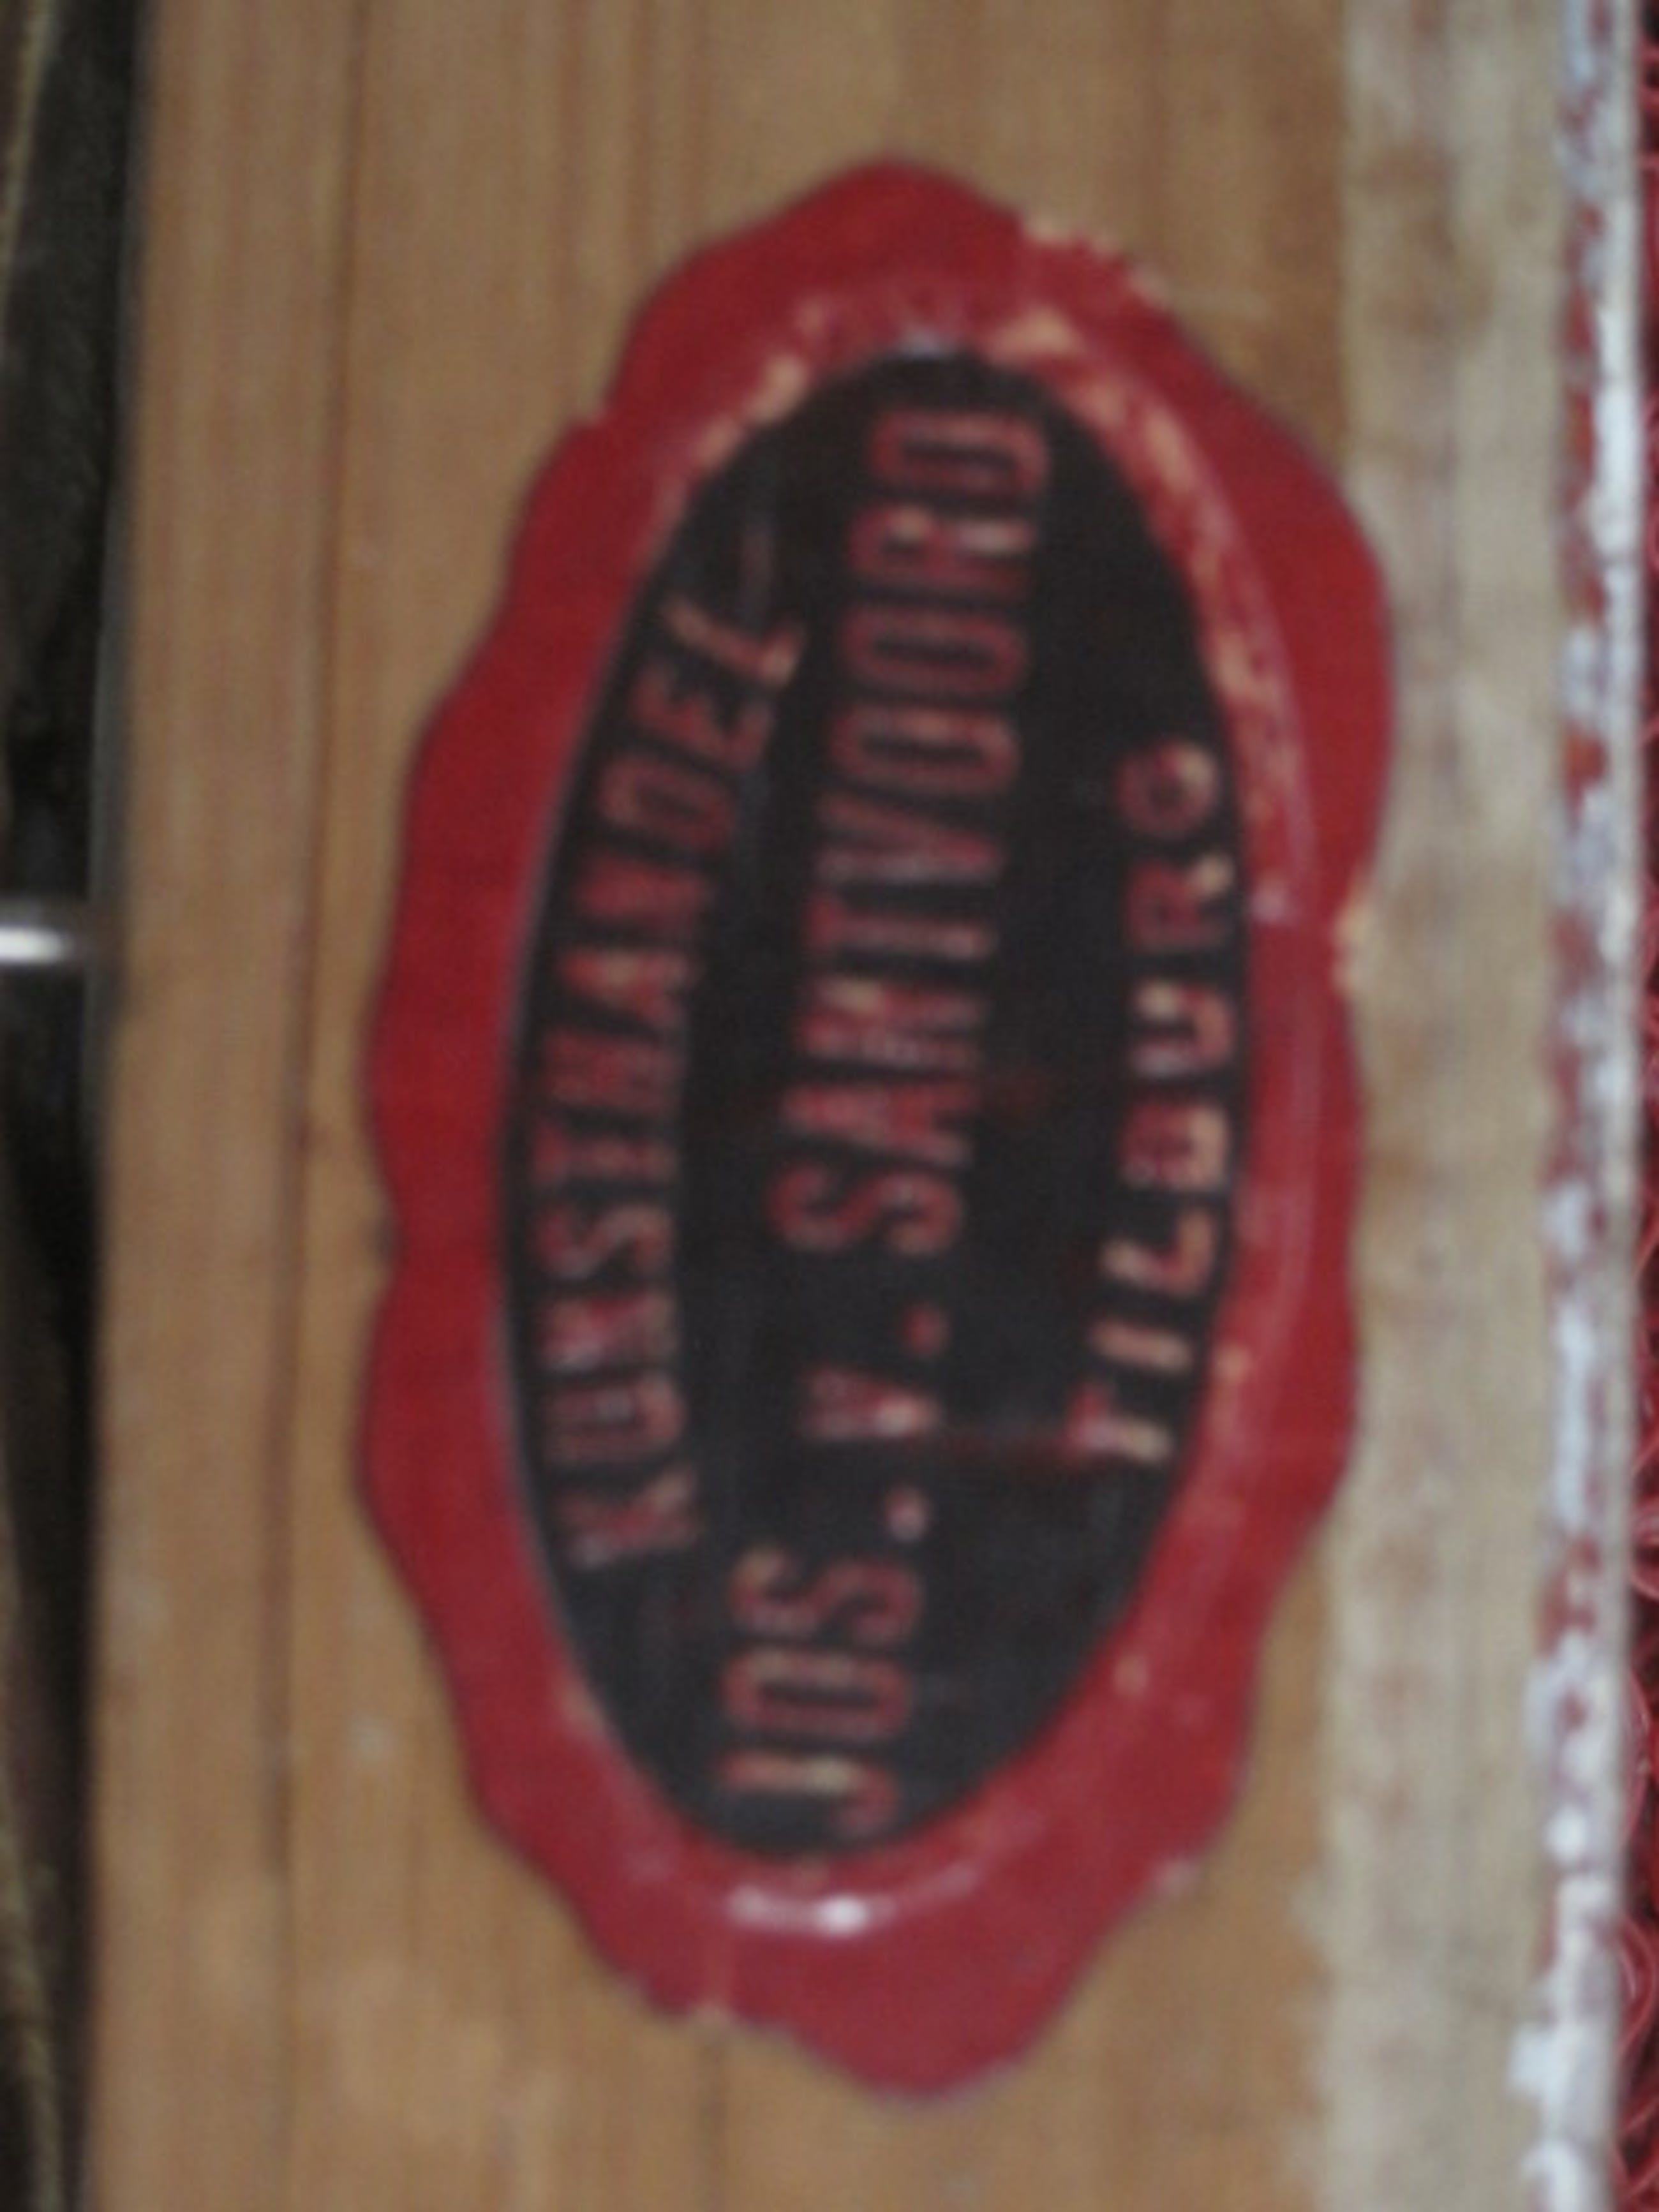 KUNSTHANDEL
JOS. V. SANTVOORD
TILBURG